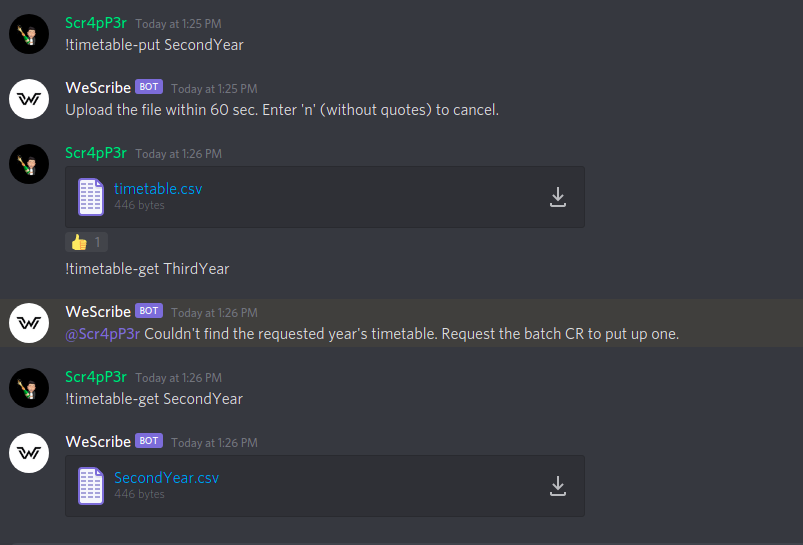 Scr4pP3r Today at 1:25 PM
!timetable-put SecondYear
WeScribe BOT Today at 1:25 PM
Upload the file within 60 sec. Enter 'n' (without quotes) to cancel.
Scr4pP3r Today at 1:26 PM
timetable.csv
446 bytes
👍 1
!timetable-get ThirdYear
WeScribe BOT Today at 1:26 PM
@Scr4pP3r Couldn't find the requested year's timetable. Request the batch CR to put up one.
Scr4pP3r Today at 1:26 PM
!timetable-get SecondYear
WeScribe BOT Today at 1:26 PM
SecondYear.csv
446 bytes